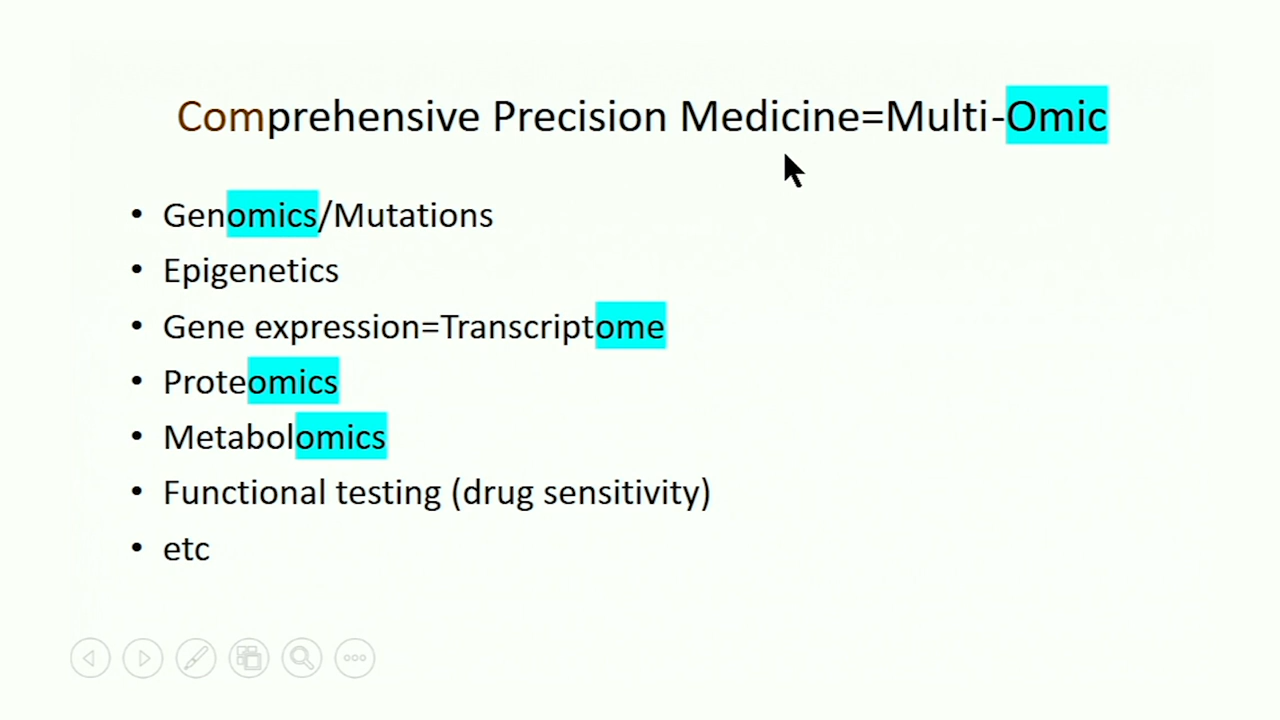 Comprehensive Precision Medicine=Multi-Omic
• Genomics/Mutations
• Epigenetics
• Gene expression=Transcriptome
• Proteomics
• Metabolomics
• Functional testing (drug sensitivity)
• etc